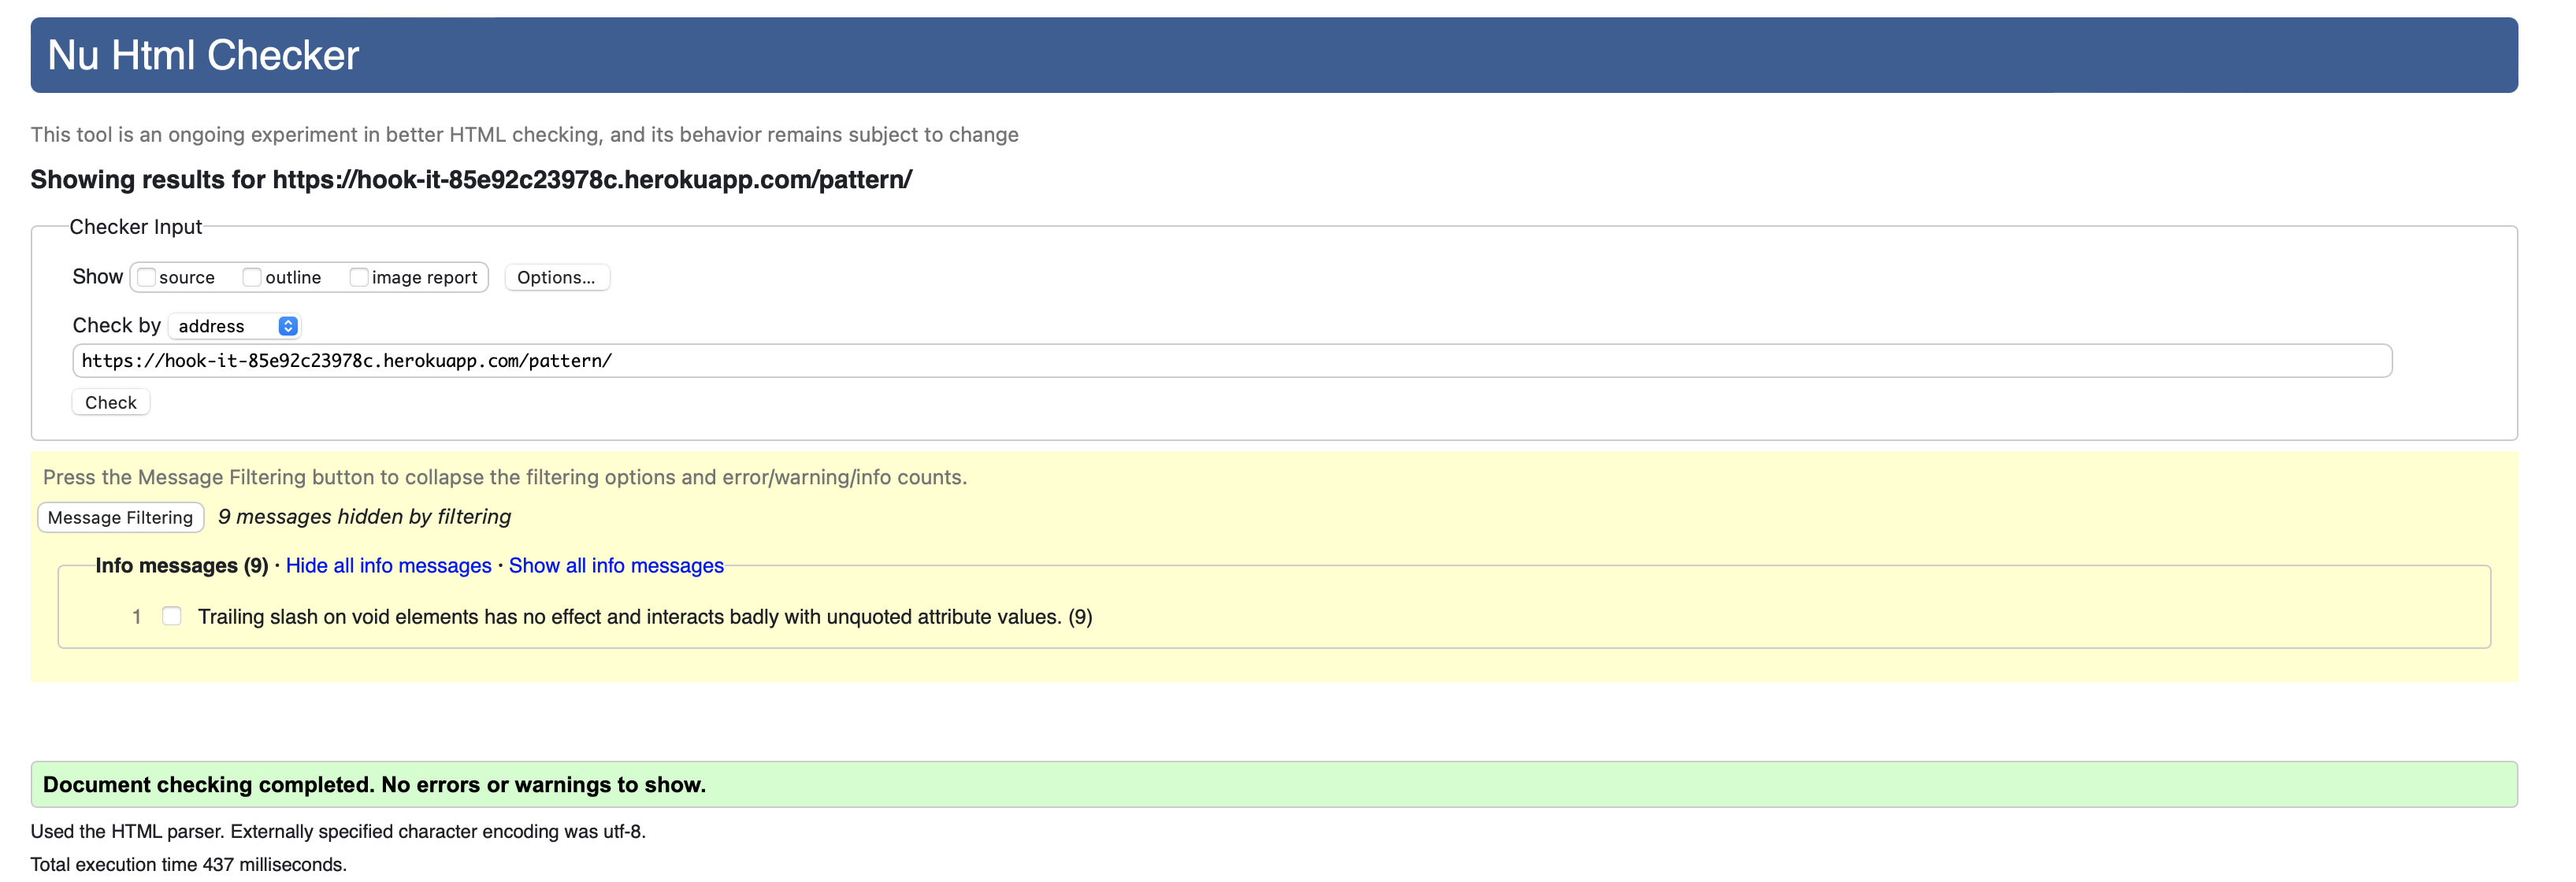 Nu Html Checker
This tool is an ongoing experiment in better HTML checking, and its behavior remains subject to change
Showing results for https://hook-it-85e92c23978c.herokuapp.com/pattern/
Checker Input
Show source outline image report Options...
Check by address
https://hook-it-85e92c23978c.herokuapp.com/pattern/
Check
Press the Message Filtering button to collapse the filtering options and error/warning/info counts.
Message Filtering 9 messages hidden by filtering
Info messages (9) · Hide all info messages · Show all info messages
1 Trailing slash on void elements has no effect and interacts badly with unquoted attribute values. (9)
Document checking completed. No errors or warnings to show.
Used the HTML parser. Externally specified character encoding was utf-8.
Total execution time 437 milliseconds.